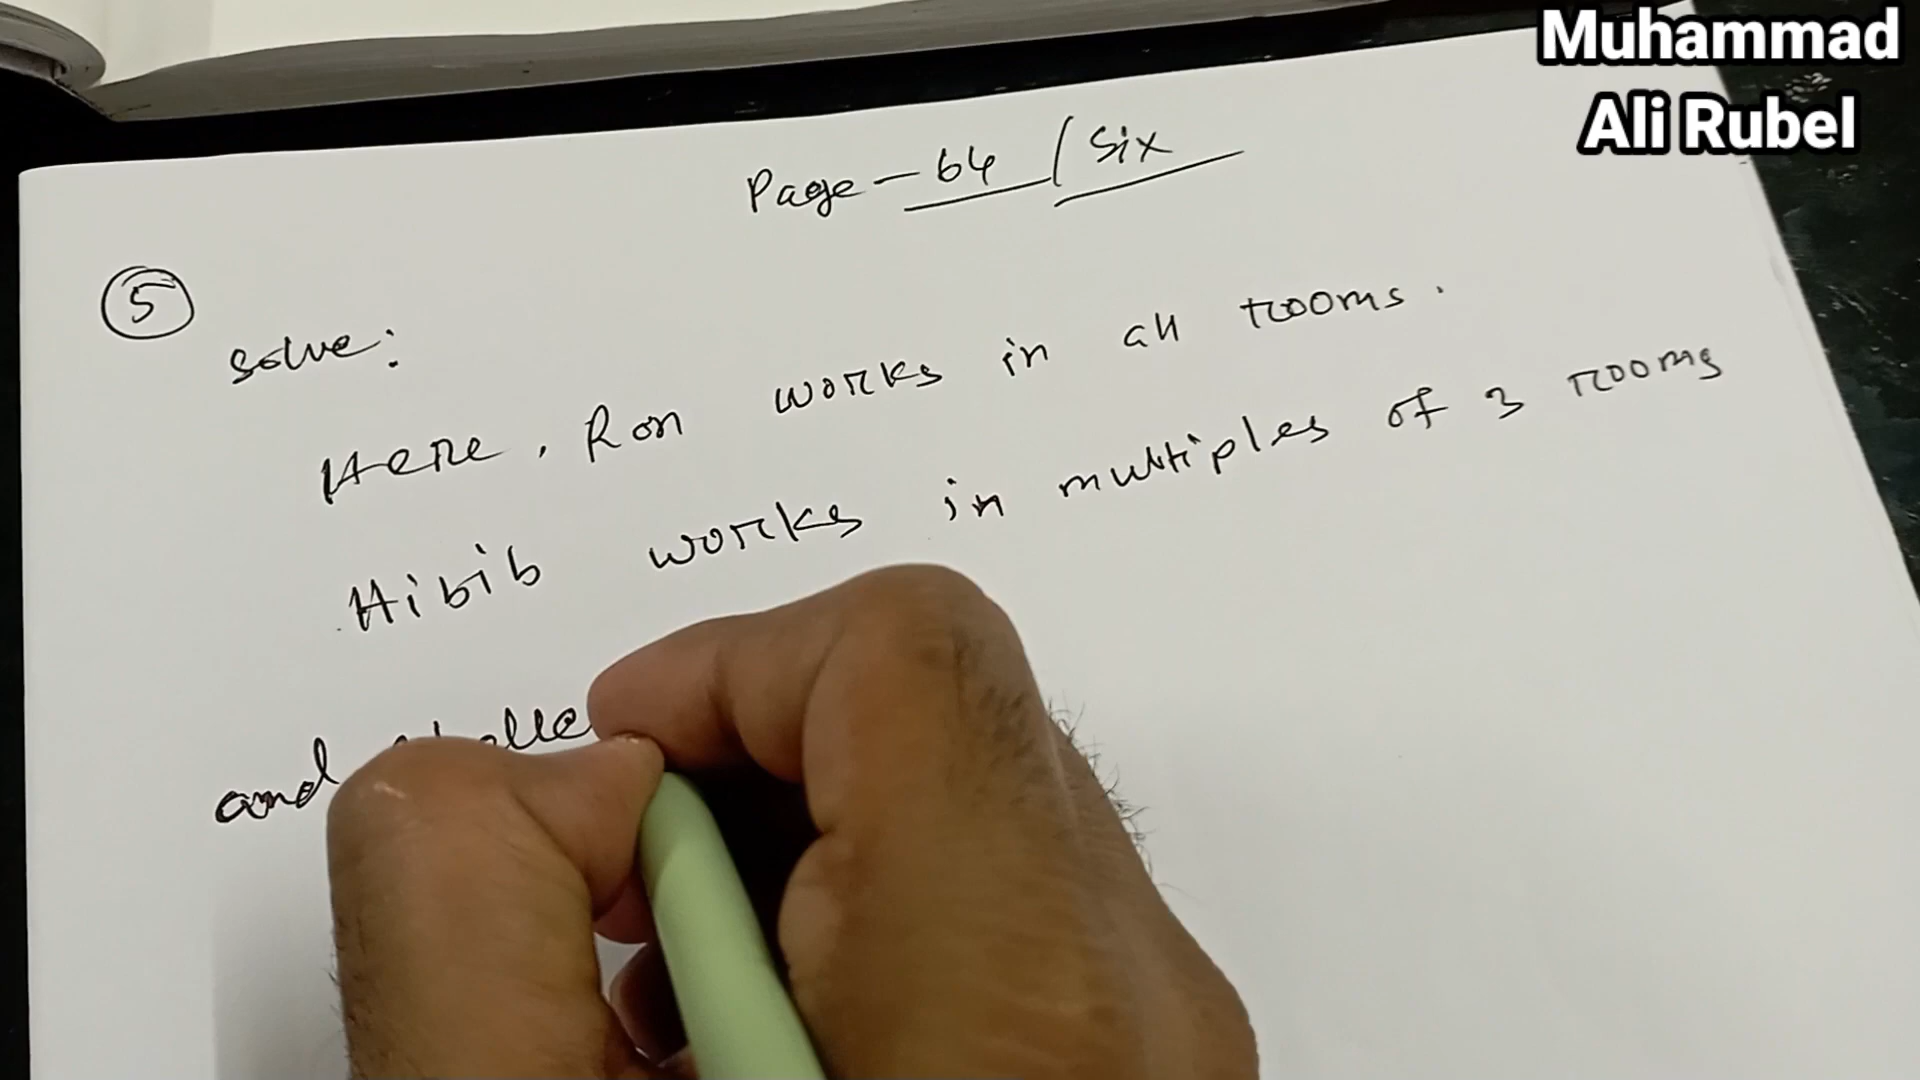 Muhammad
Ali Rubel
Page - 64 / Six
5
Solve:
Here, Ron works in all rooms.
Hibib works in multiples of 3 rooms
and